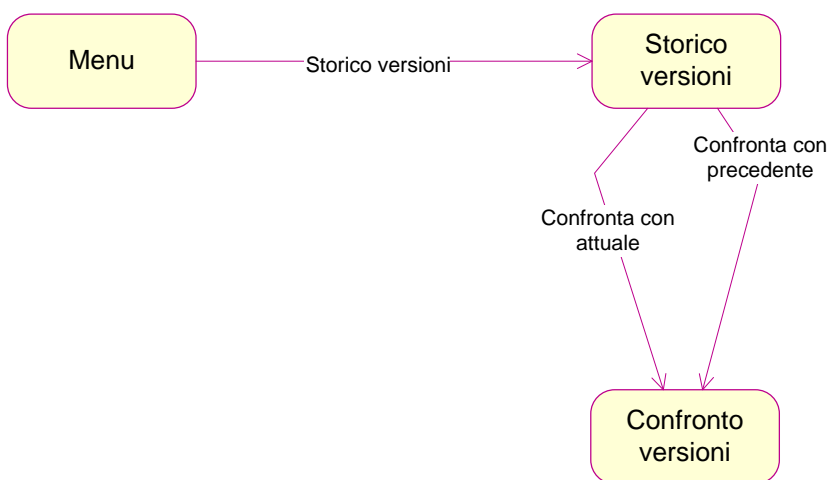 Menu
Storico versioni
Storico
versioni
Confronta con
precedente
Confronta con
attuale
Confronto
versioni